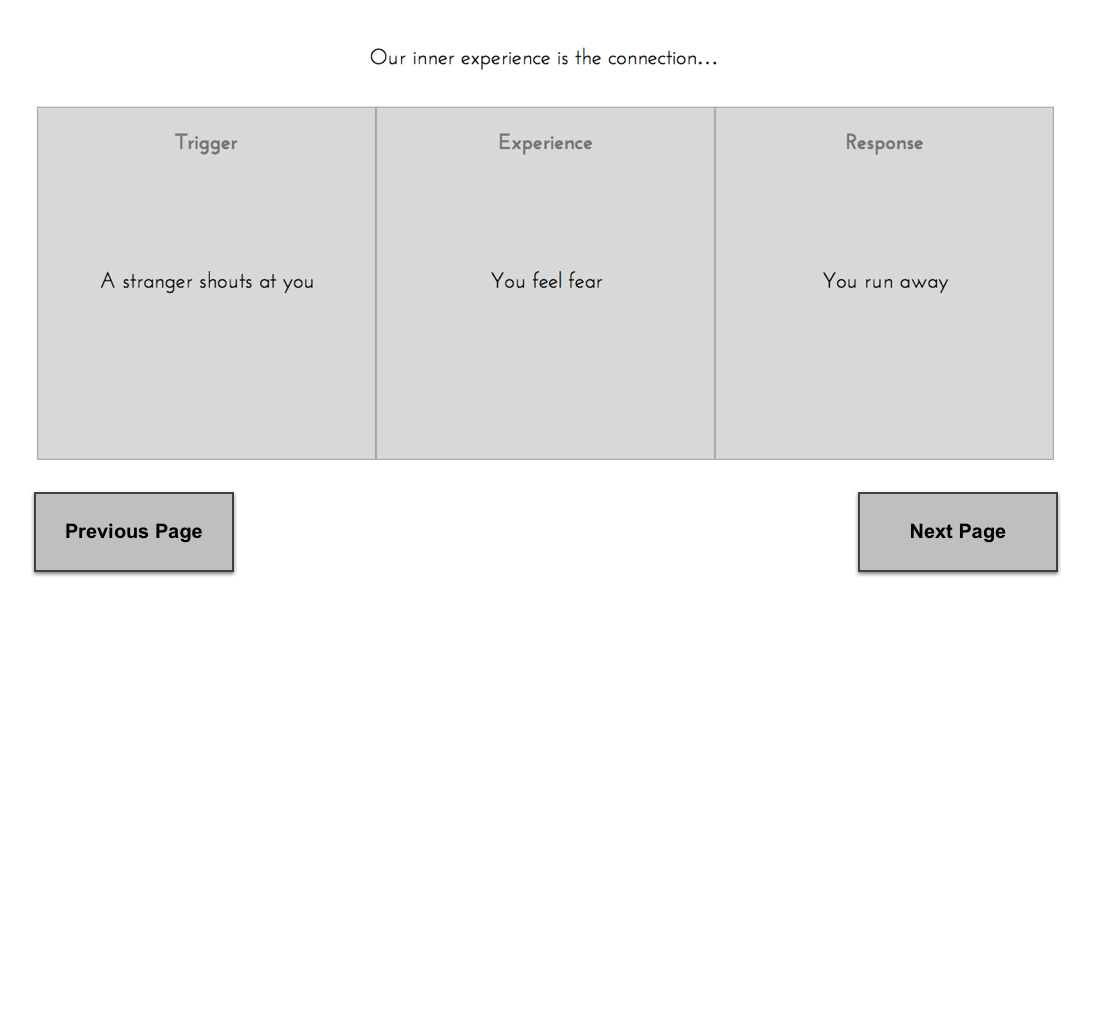 Our inner experience is the connection...
Trigger
Experience
Response
A stranger shouts at you
You feel fear
You run away
Previous Page
Next Page